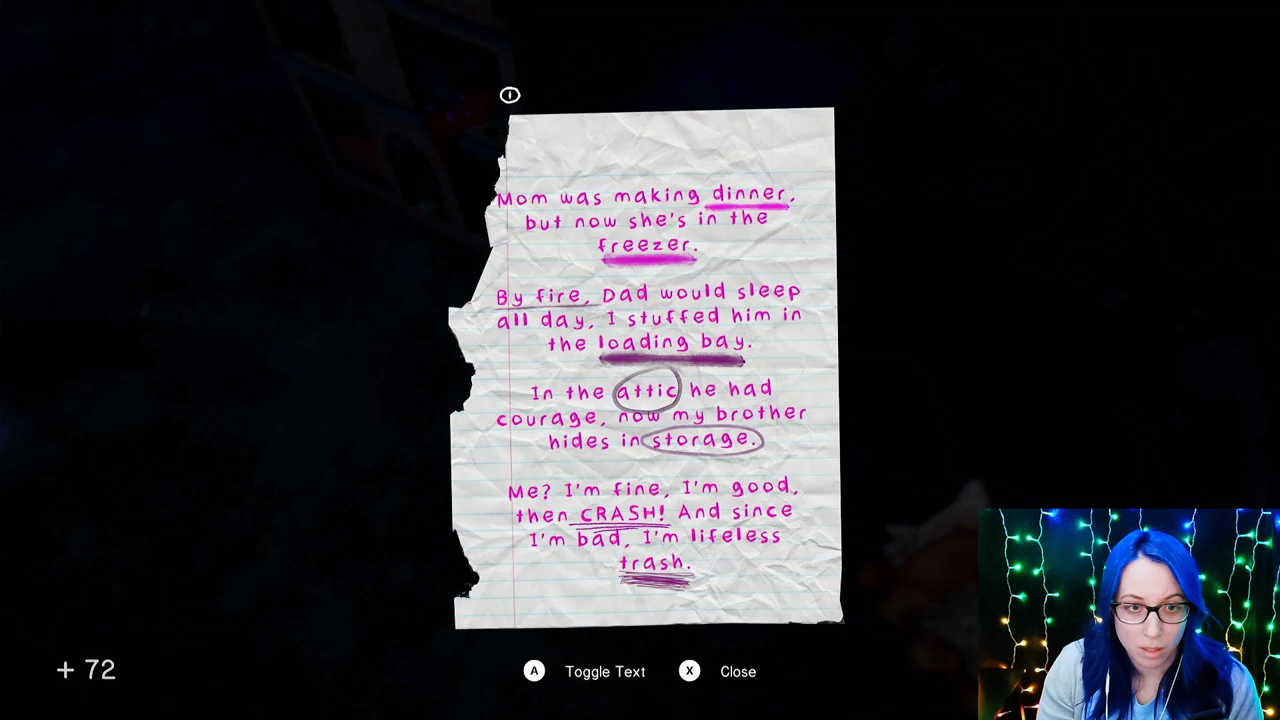 Mom was making dinner,
but now she's in the
freezer.
By fire, Dad would sleep
all day, I stuffed him in
the loading bay.
In the attic he had
courage, now my brother
hides in storage.
Me? I'm fine, I'm good,
then CRASH! And since
I'm bad, I'm lifeless
trash.
+ 72
A Toggle Text X Close